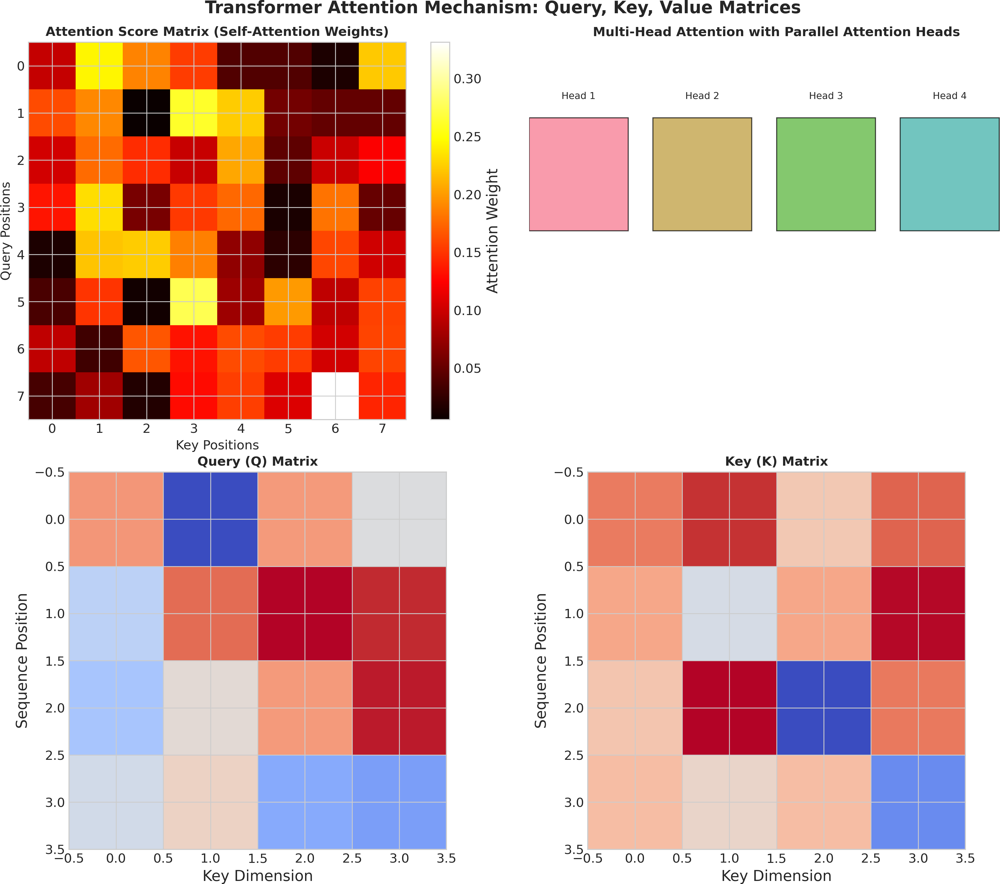 Transformer Attention Mechanism: Query, Key, Value Matrices
Attention Score Matrix (Self-Attention Weights)
0
1
2
3
4
5
6
7
Query Positions
0 1 2 3 4 5 6 7
Key Positions
0.30
0.25
0.20
0.15
0.10
0.05
Attention Weight
Multi-Head Attention with Parallel Attention Heads
Head 1 Head 2 Head 3 Head 4
Query (Q) Matrix
−0.5
0.0
0.5
1.0
1.5
2.0
2.5
3.0
3.5
Sequence Position
−0.5 0.0 0.5 1.0 1.5 2.0 2.5 3.0 3.5
Key Dimension
Key (K) Matrix
−0.5
0.0
0.5
1.0
1.5
2.0
2.5
3.0
3.5
Sequence Position
−0.5 0.0 0.5 1.0 1.5 2.0 2.5 3.0 3.5
Key Dimension